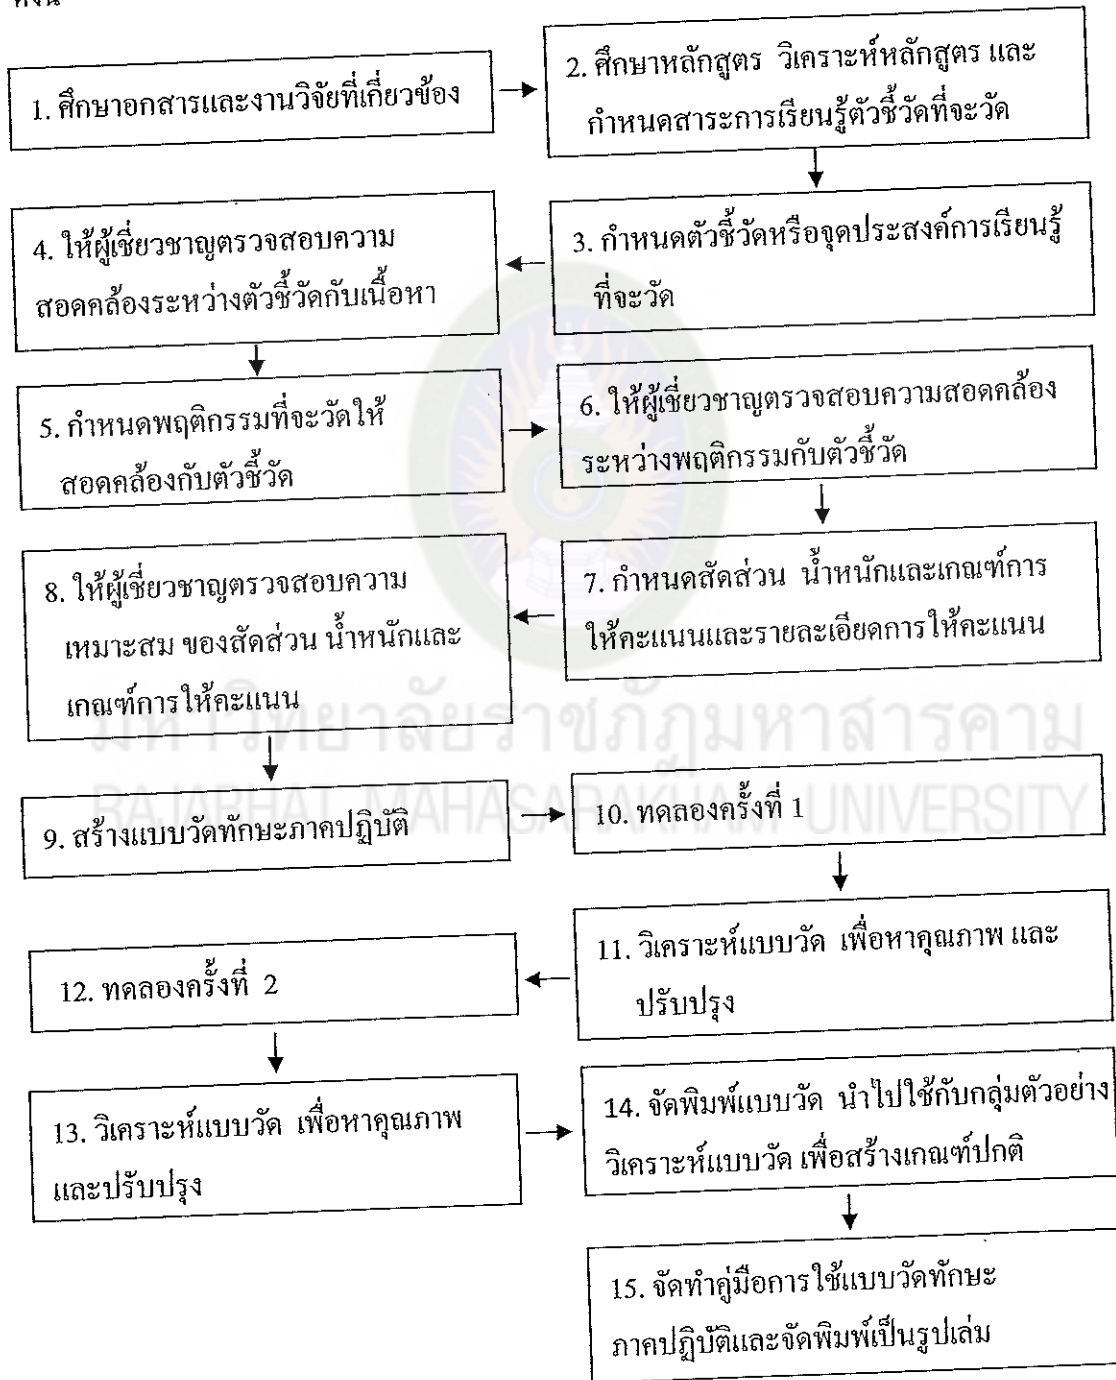 ดังนี้
1. ศึกษาอกสารและงานวิจัยที่เกี่ยวข้อง
2. ศึกษาหลักสูตร วิเคราะห์หลักสูตร และ
กำหนดสาระการเรียนรู้ตัวชี้วัดที่จะวัด
3. กำหนดตัวชี้วัดหรือจุดประสงค์การเรียนรู้
ที่จะวัด
4. ให้ผู้เชี่ยวชาญตรวจสอบความ
สอดคล้องระหว่างตัวชี้วัดกับเนื้อหา
5. กำหนดพฤติกรรมที่จะวัดให้
สอดคล้องกับตัวชี้วัด
6. ให้ผู้เชี่ยวชาญตรวจสอบความสอดคล้อง
ระหว่างพฤติกรรมกับตัวชี้วัด
7. กำหนดสัดส่วน น้ำหนักและเกณฑ์การ
ให้คะแนนและรายละเอียดการให้คะแนน
8. ให้ผู้เชี่ยวชาญตรวจสอบความ
เหมาะสม ของสัดส่วน น้ำหนักและ
เกณฑ์การให้คะแนน
มหาวิทยาลัยราชภัฏมหาสารคาม
RAJABHAT MAHASARAKHAM UNIVERSITY
9. สร้างแบบวัดทักษะภาคปฏิบัติ
10. ทดลองครั้งที่ 1
11. วิเคราะห์แบบวัด เพื่อหาคุณภาพ และ
ปรับปรุง
12. ทดลองครั้งที่ 2
13. วิเคราะห์แบบวัด เพื่อหาคุณภาพ
และปรับปรุง
14. จัดพิมพ์แบบวัด นำไปใช้กับกลุ่มตัวอย่าง
วิเคราะห์แบบวัด เพื่อสร้างเกณฑ์ปกติ
15. จัดทำคู่มือการใช้แบบวัดทักษะ
ภาคปฏิบัติและจัดพิมพ์เป็นรูปเล่ม